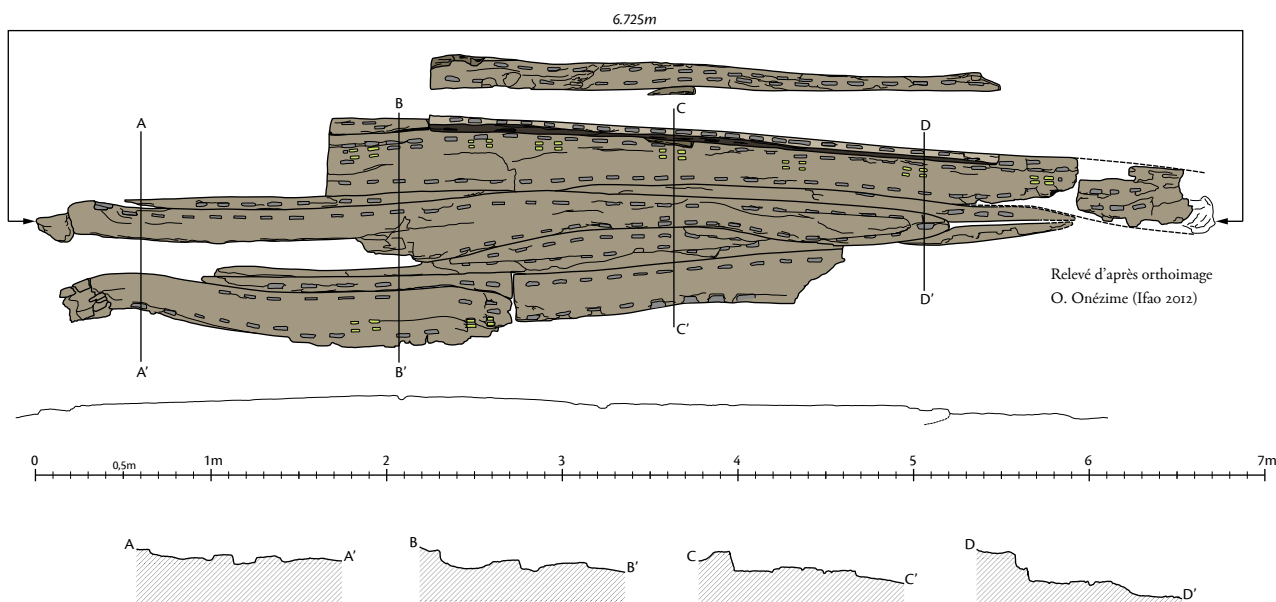 6.725m
A
B
C
D
A'
B'
C'
D'
Relevé d'après orthoimage
O. Onézime (Ifao 2012)
0
0,5m
1m
2
3
4
5
6
7m
A
A'
B
B'
C
C'
D
D'